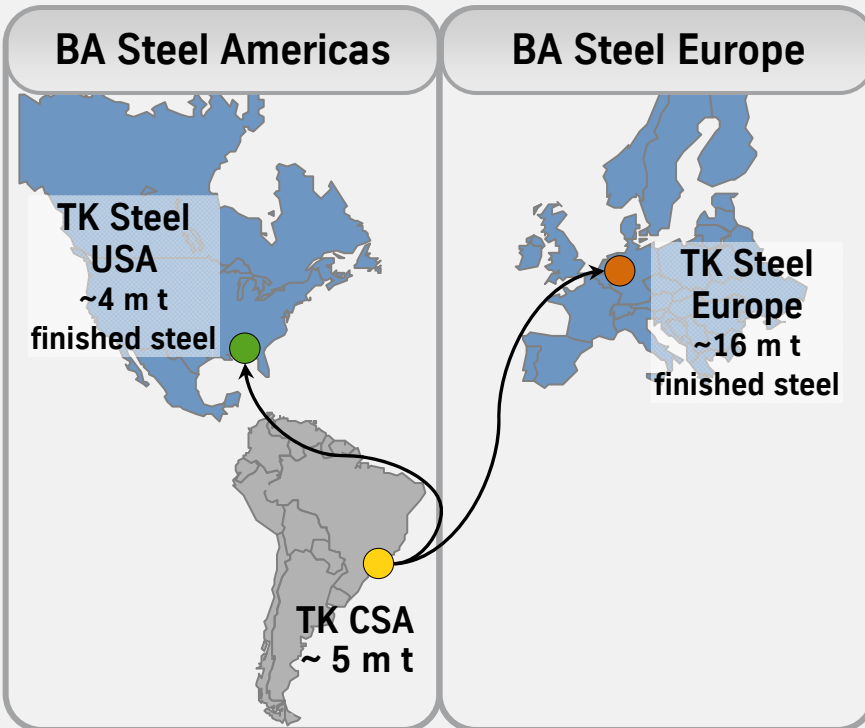 BA Steel Americas
BA Steel Europe
TK Steel
USA
~4 m t
finished steel
TK Steel
Europe
~16 m t
finished steel
TK CSA
~ 5 m t